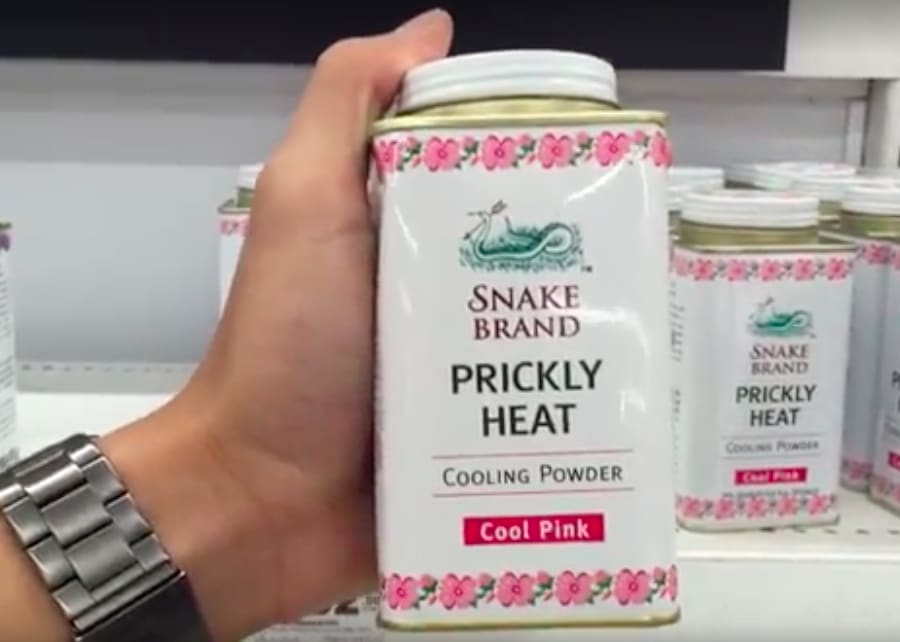 SNAKE
BRAND
PRICKLY
HEAT
COOLING POWDER
Cool Pink
SNAKE
BRAND
PRICKLY
HEAT
COOLING POWDER
Cool Pink